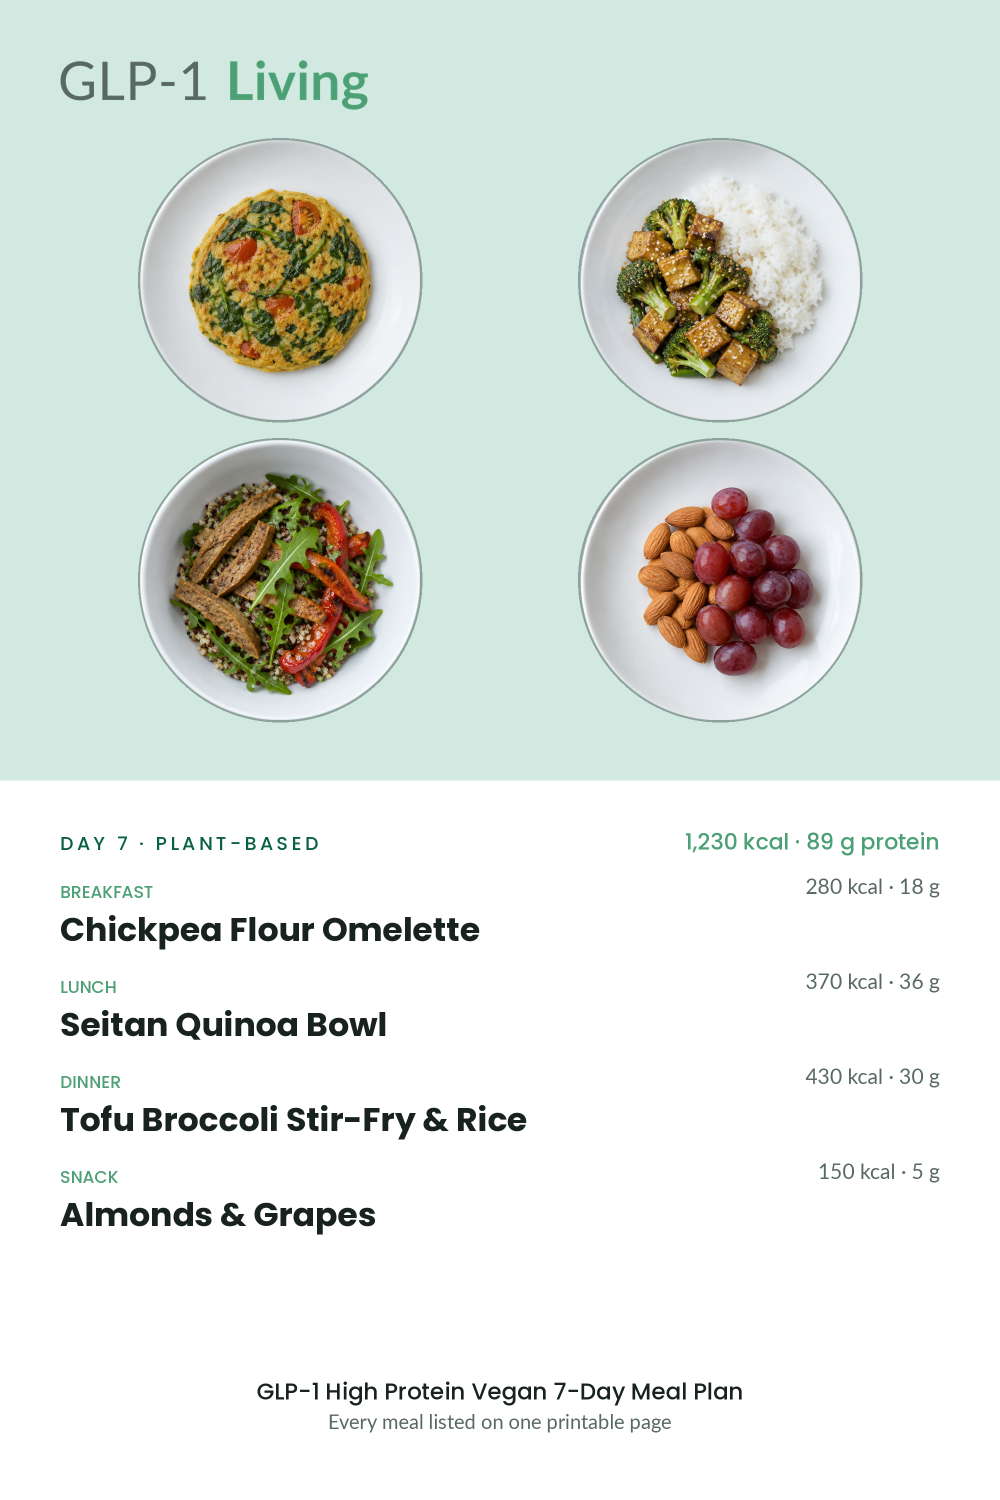 GLP-1 Living
DAY 7 · PLANT-BASED
1,230 kcal · 89 g protein
BREAKFAST
280 kcal · 18 g
Chickpea Flour Omelette
LUNCH
370 kcal · 36 g
Seitan Quinoa Bowl
DINNER
430 kcal · 30 g
Tofu Broccoli Stir-Fry & Rice
SNACK
150 kcal · 5 g
Almonds & Grapes
GLP-1 High Protein Vegan 7-Day Meal Plan
Every meal listed on one printable page